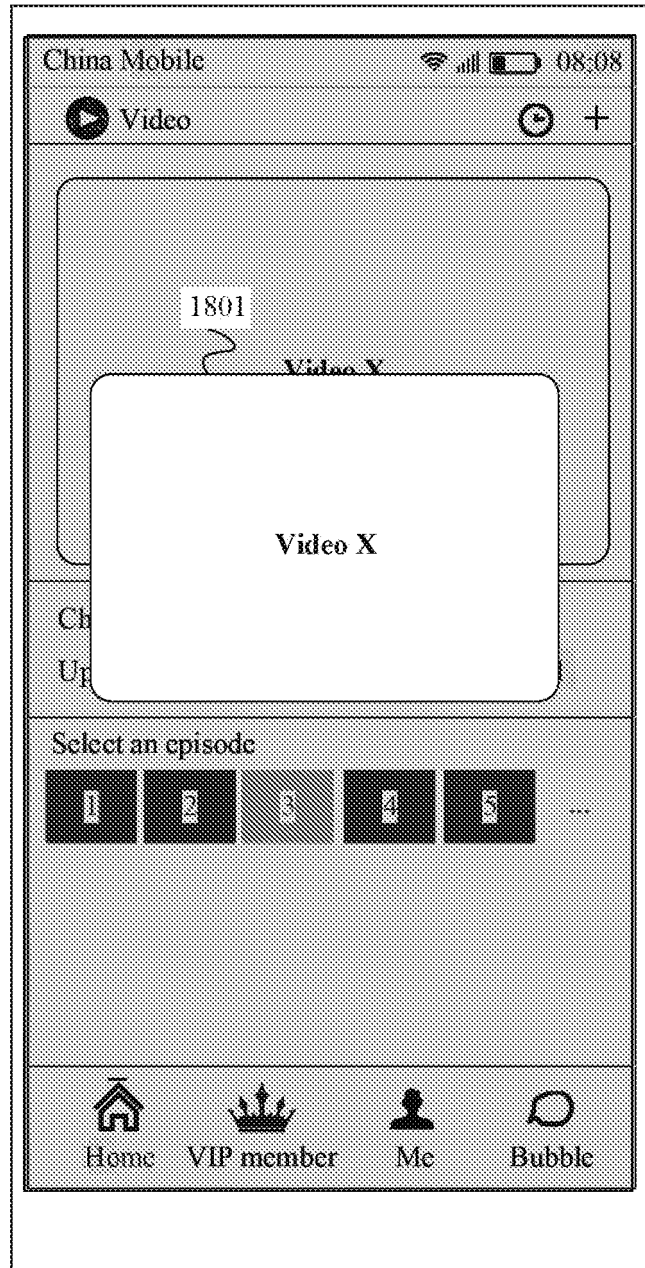 China Mobile 08:08
Video +
1801
Video X
Video X
Ch
Up
Select an episode
1 2 3 4 5 ...
Home VIP member Me Bubble